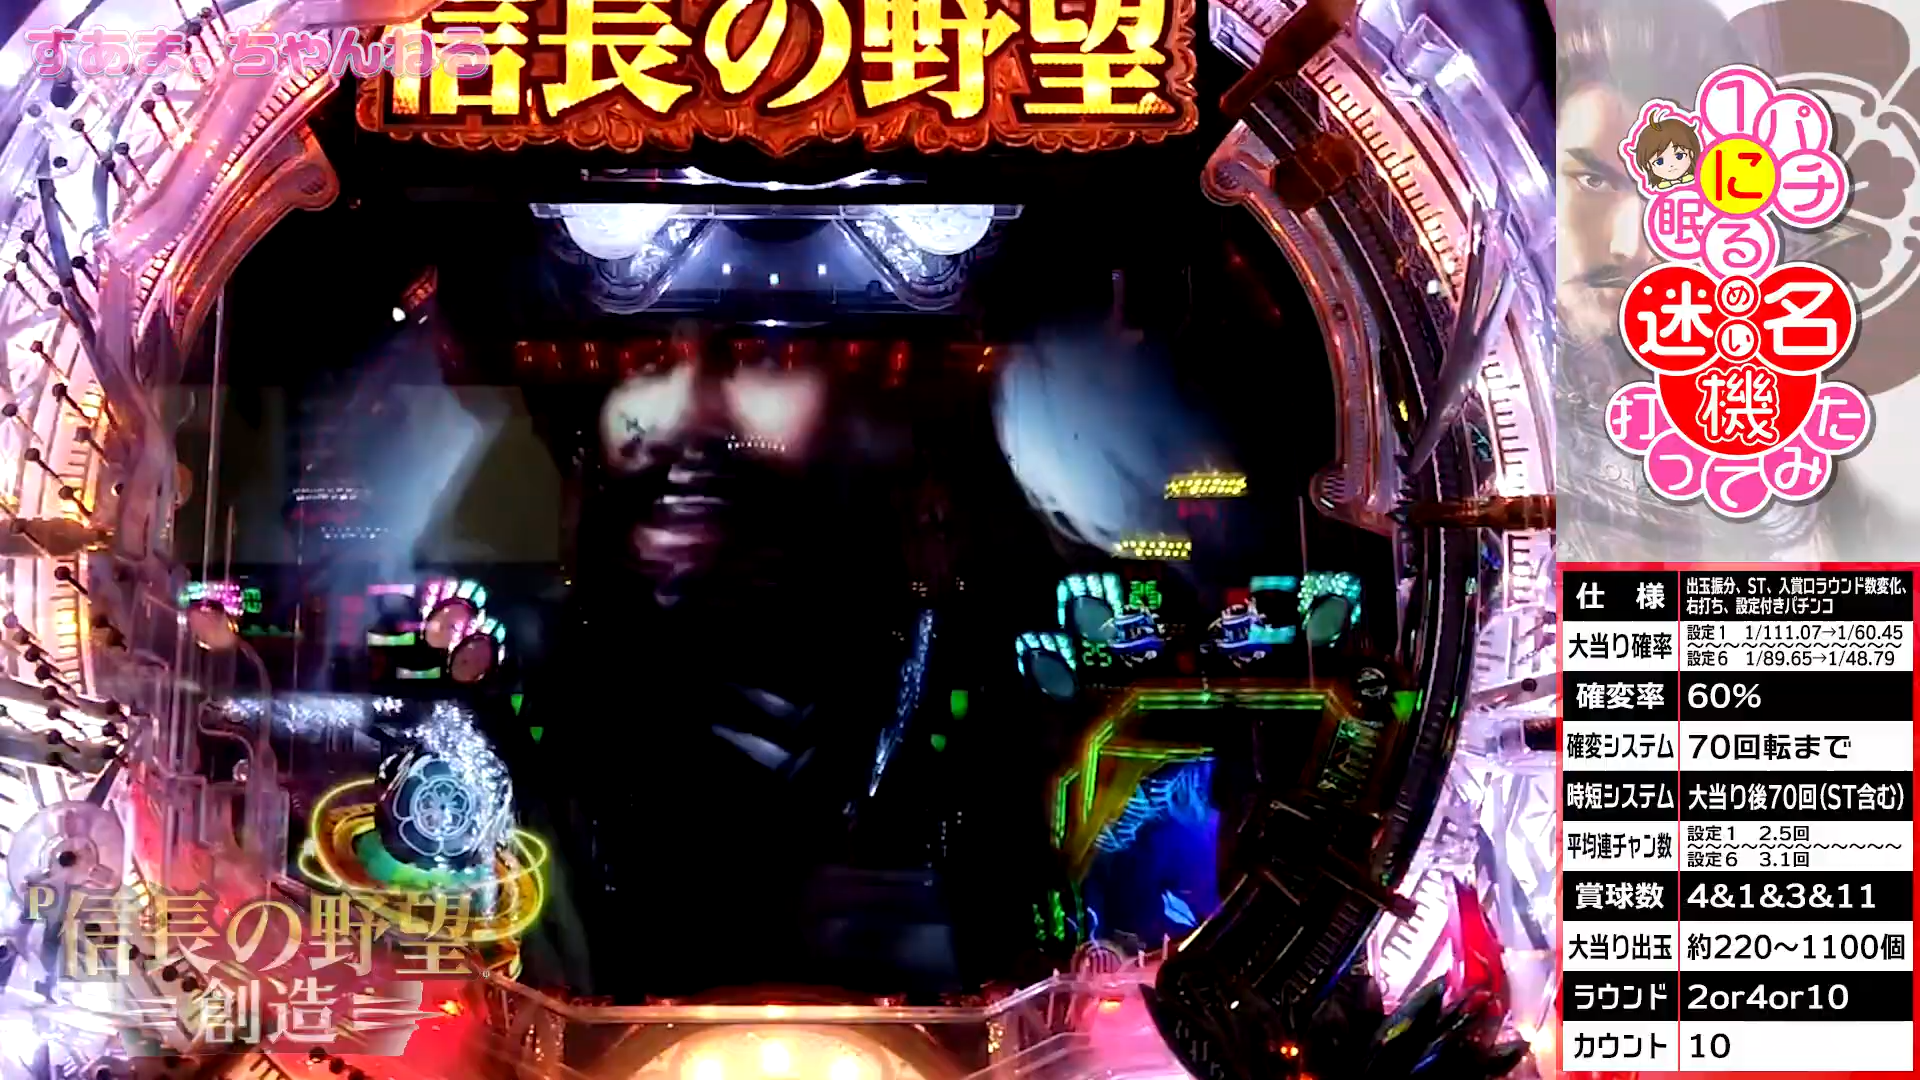 すあま。ちゃんねる
信長の野望
1パチ
に
眠る
迷名
めい
機
打ってみた
仕 様
出玉振分、ST、入賞口ラウンド数変化、
右打ち、設定付きパチンコ
大当り確率
設定1 1/111.07→1/60.45
〜〜〜〜〜〜〜〜〜〜〜〜
設定6 1/89.65→1/48.79
確変率
60%
確変システム
70回転まで
時短システム
大当り後70回(ST含む)
平均連チャン数
設定1 2.5回
〜〜〜〜〜〜〜〜〜〜〜〜
設定6 3.1回
賞球数
4&1&3&11
大当り出玉
約220〜1100個
ラウンド
2or4or10
カウント
10
26
25
P信長の野望®
創造